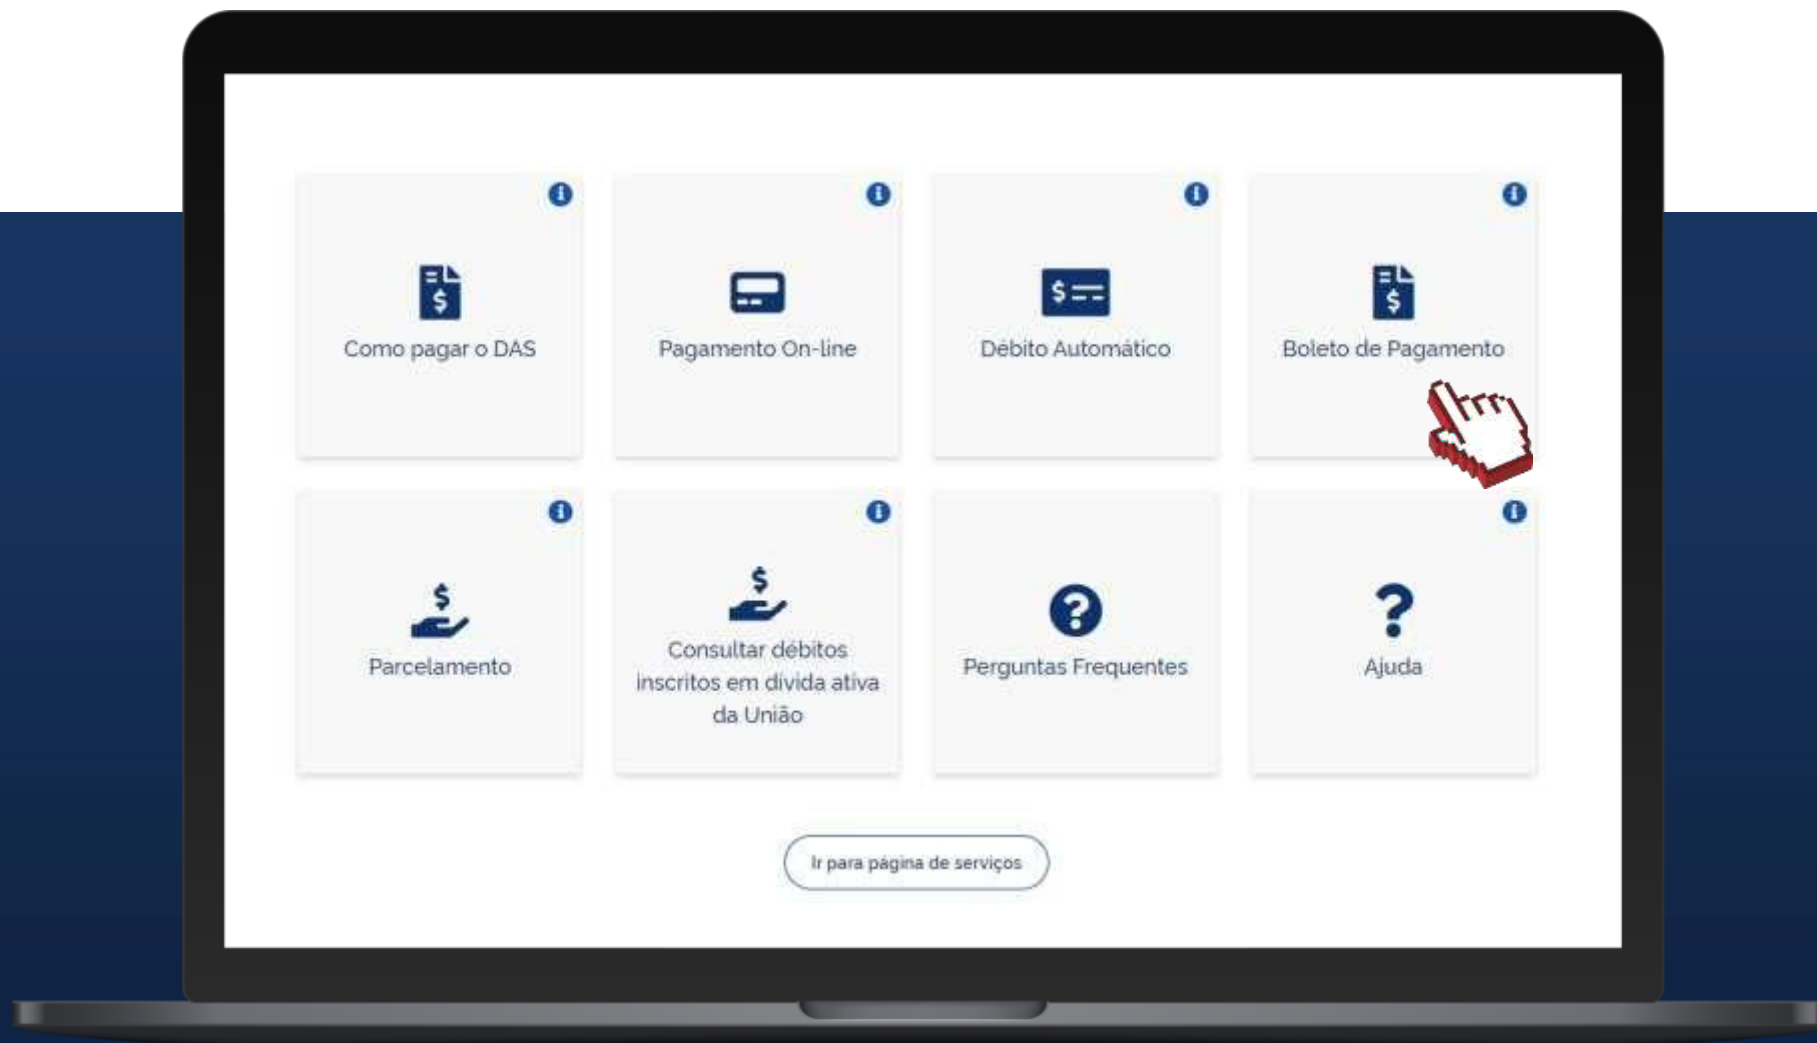 Como pagar o DAS
Pagamento On-line
Débito Automático
Boleto de Pagamento
Parcelamento
Consultar débitos
inscritos em dívida ativa
da União
Perguntas Frequentes
Ajuda
Ir para página de serviços